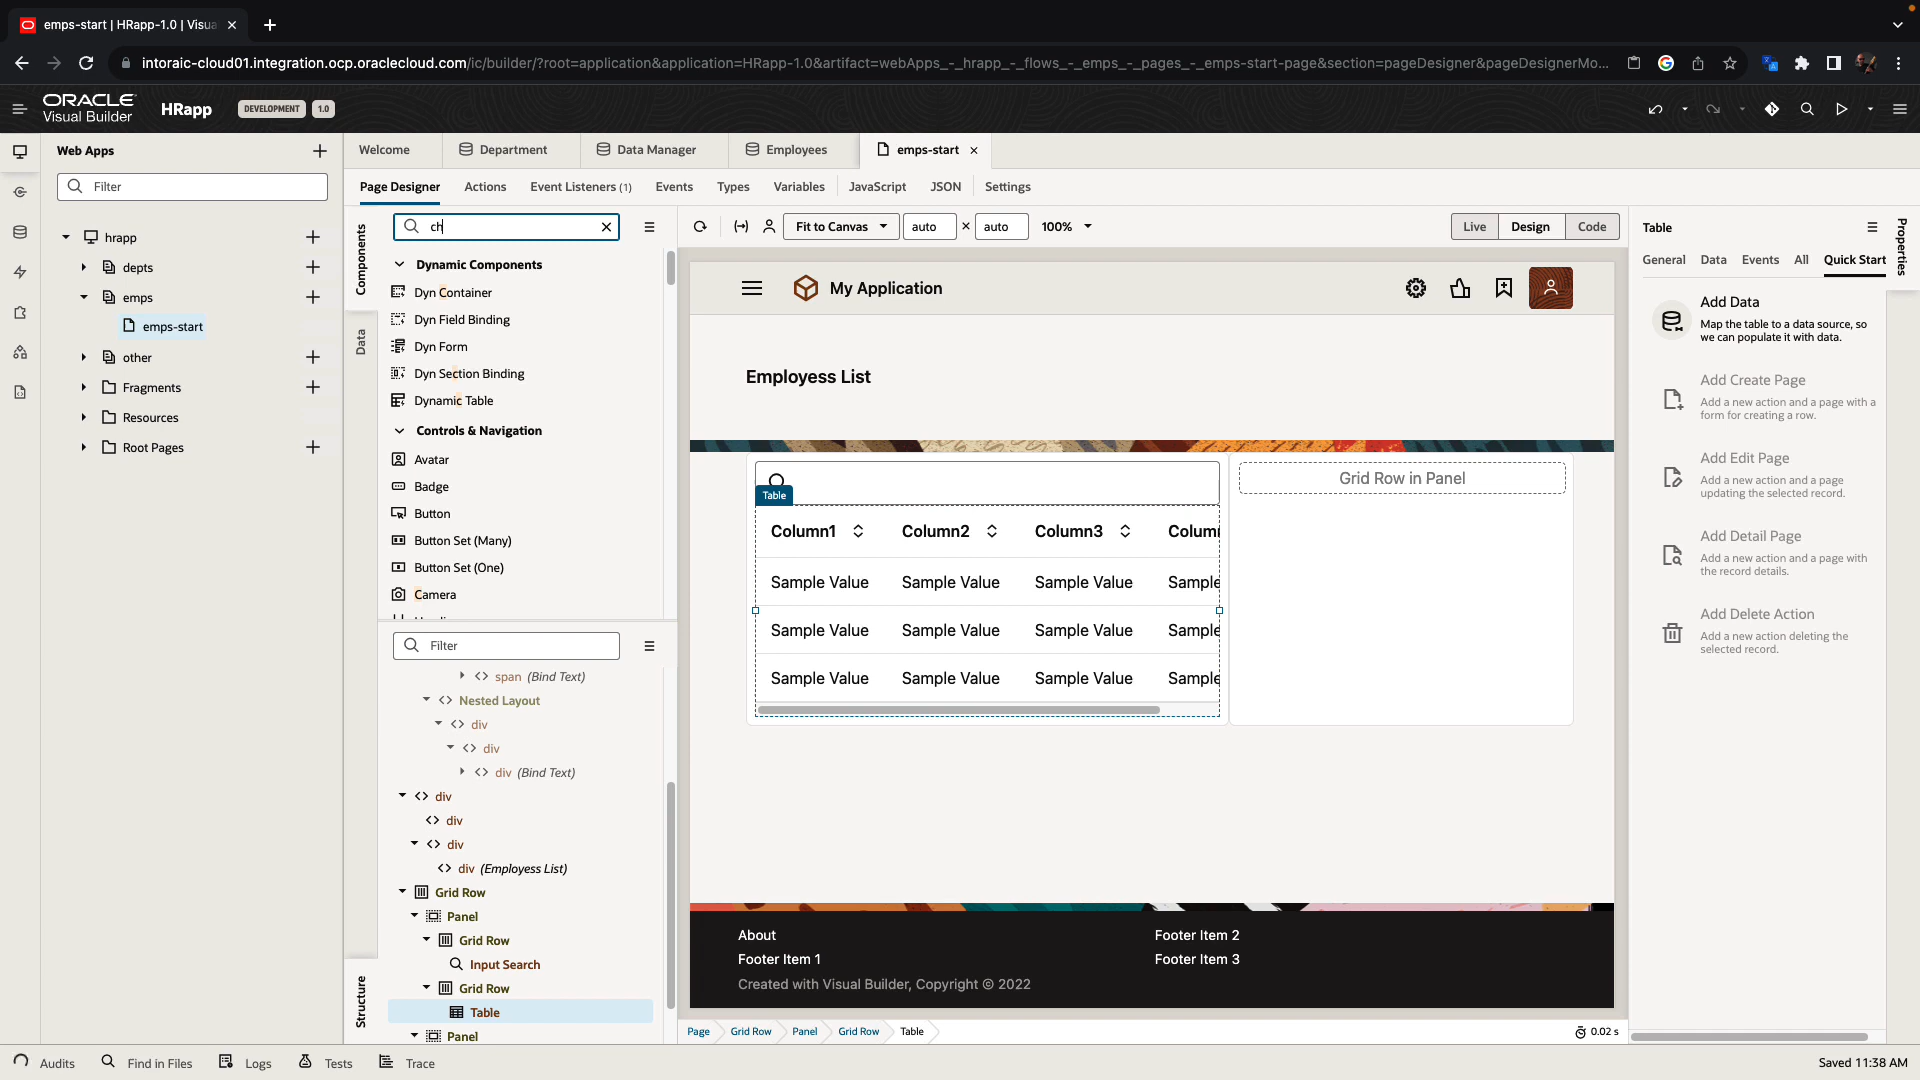 emps-start | HRapp-1.0 | Visua
intoraic-cloud01.integration.ocp.oraclecloud.com/ic/builder/?root=application&application=HRapp-1.0&artifact=webApps_-_hrapp_-_flows_-_emps_-_pages_-_emps-start-page&section=pageDesigner&pageDesignerMo...
ORACLE
Visual Builder
HRapp
DEVELOPMENT
1.0
Web Apps
Filter
hrapp
depts
emps
emps-start
other
Fragments
Resources
Root Pages
Welcome
Department
Data Manager
Employees
emps-start
Page Designer
Actions
Event Listeners (1)
Events
Types
Variables
JavaScript
JSON
Settings
Components
Data
ch
Dynamic Components
Dyn Container
Dyn Field Binding
Dyn Form
Dyn Section Binding
Dynamic Table
Controls & Navigation
Avatar
Badge
Button
Button Set (Many)
Button Set (One)
Camera
Structure
Filter
span (Bind Text)
Nested Layout
div
div
div (Bind Text)
div
div
div
div (Employess List)
Grid Row
Panel
Grid Row
Input Search
Grid Row
Table
Panel
Fit to Canvas
auto
×
auto
100%
Live
Design
Code
My Application
Employess List
Table
Column1
Column2
Column3
Colum
Sample Value
Sample Value
Sample Value
Sample
Sample Value
Sample Value
Sample Value
Sample
Sample Value
Sample Value
Sample Value
Sample
Grid Row in Panel
About
Footer Item 2
Footer Item 1
Footer Item 3
Created with Visual Builder, Copyright © 2022
Page
Grid Row
Panel
Grid Row
Table
0.02 s
Table
Properties
General
Data
Events
All
Quick Start
Add Data
Map the table to a data source, so
we can populate it with data.
Add Create Page
Add a new action and a page with a
form for creating a row.
Add Edit Page
Add a new action and a page
updating the selected record.
Add Detail Page
Add a new action and a page with
the record details.
Add Delete Action
Add a new action deleting the
selected record.
Audits
Find in Files
Logs
Tests
Trace
Saved 11:38 AM